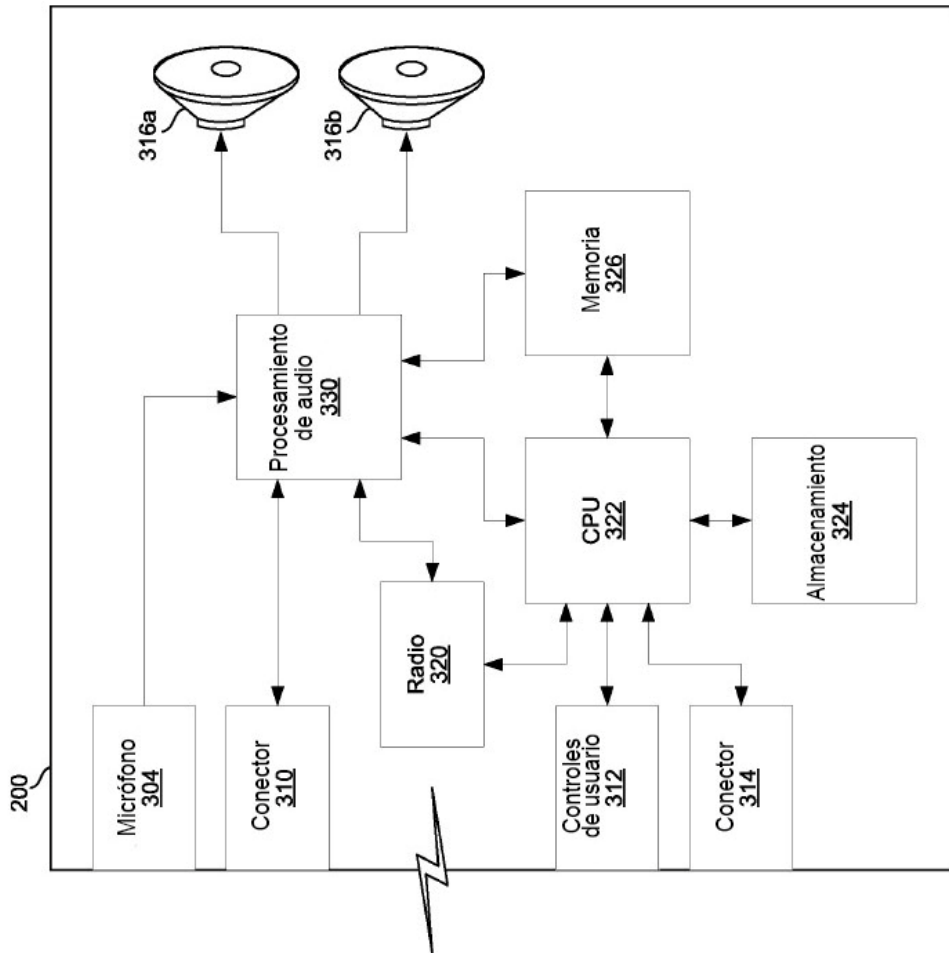 200
Micrófono
304
Conector
310
Radio
320
Controles
de usuario
312
Conector
314
Procesamiento
de audio
330
CPU
322
Memoria
326
Almacenamiento
324
316a
316b